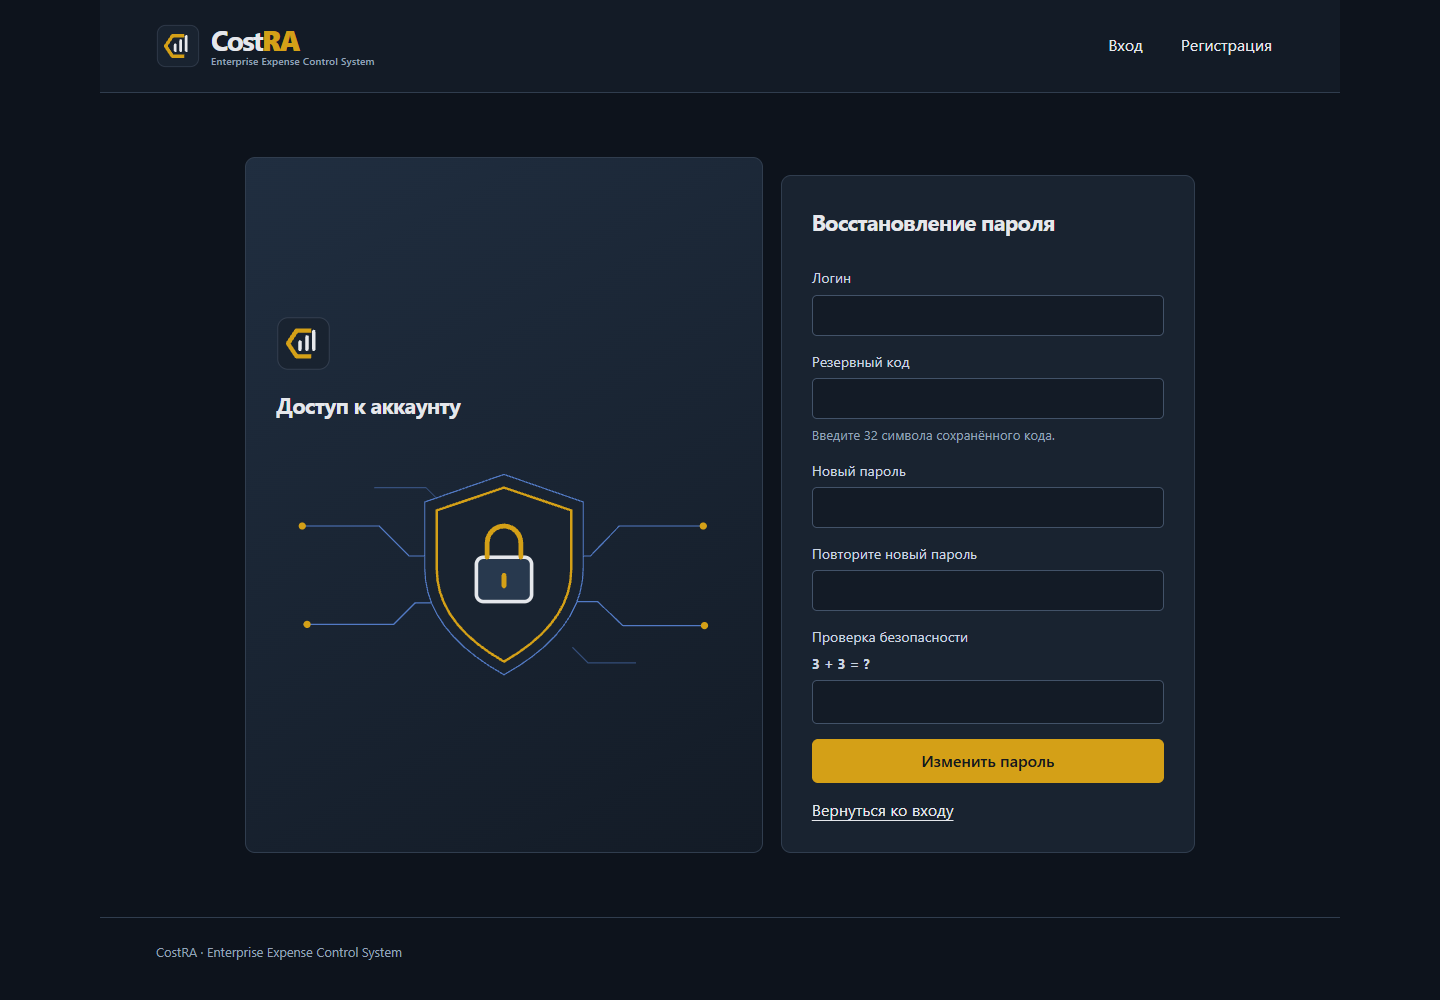 CostRA
Enterprise Expense Control System
Вход
Регистрация
Доступ к аккаунту
Восстановление пароля
Логин
Резервный код
Введите 32 символа сохранённого кода.
Новый пароль
Повторите новый пароль
Проверка безопасности
3 + 3 = ?
Изменить пароль
Вернуться ко входу
CostRA · Enterprise Expense Control System